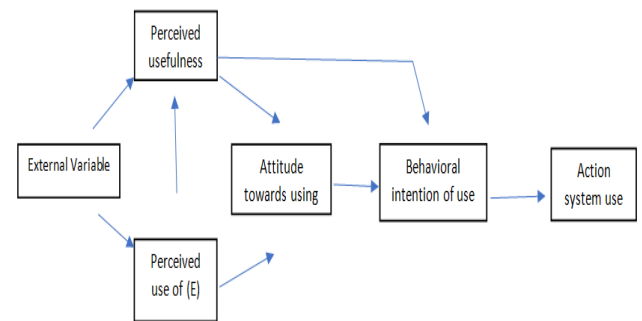 Perceived
usefulness
External Variable
Attitude
towards using
Behavioral
intention of use
Action
system use
Perceived
use of (E)